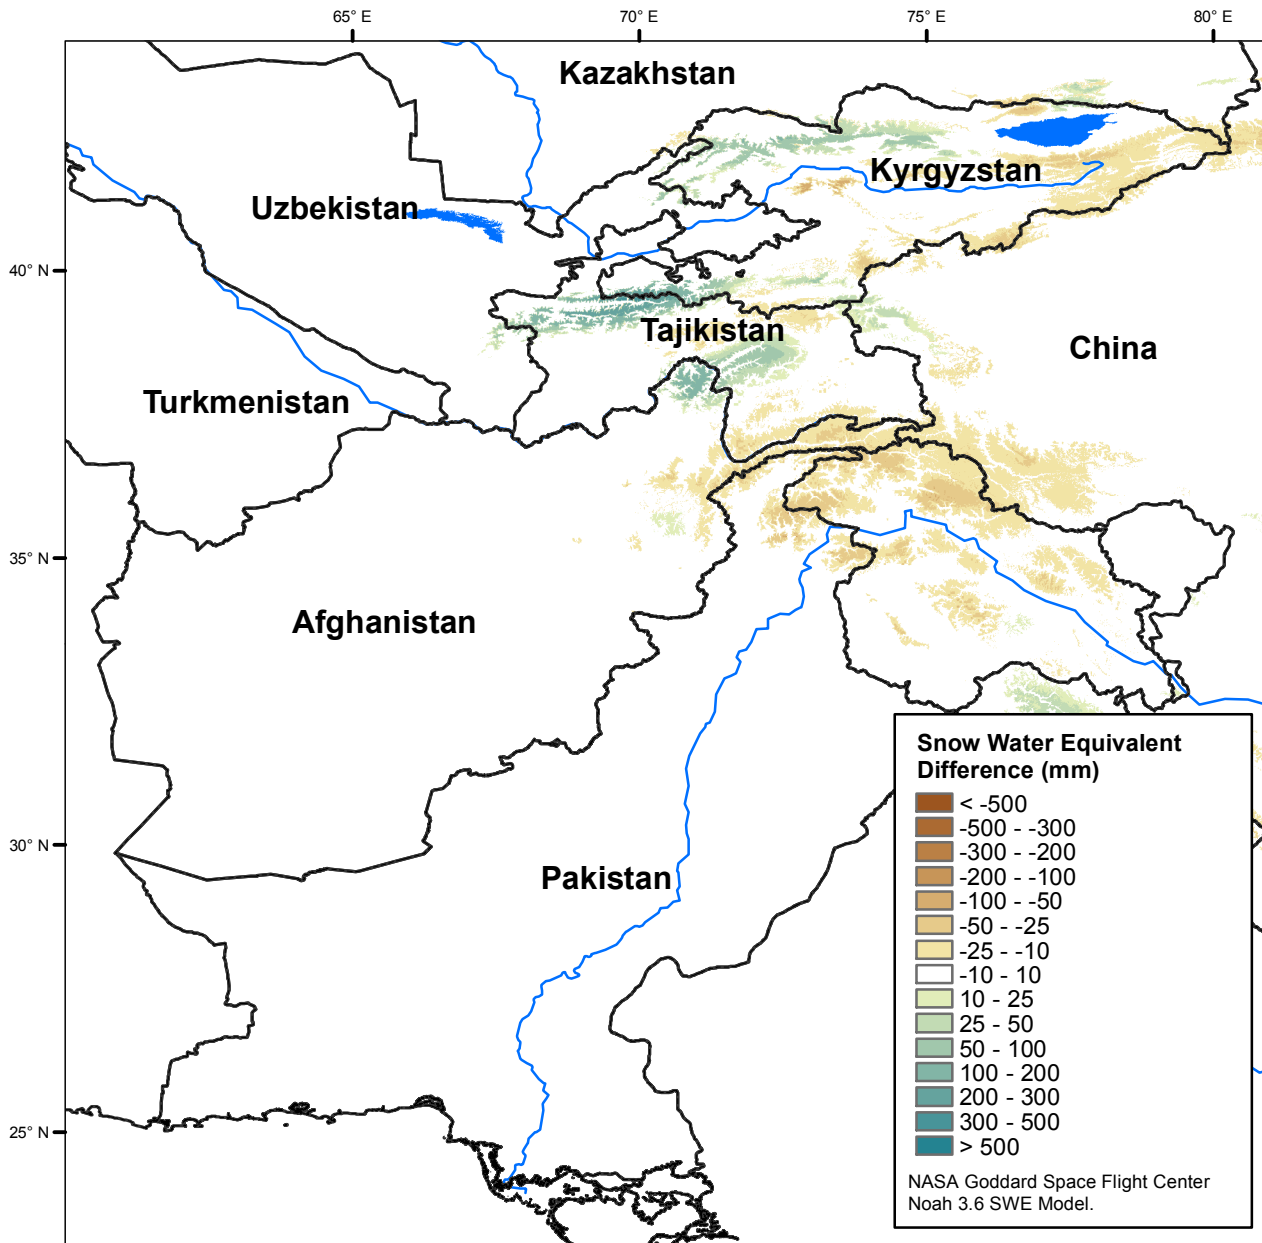 65° E
70° E
75° E
80° E
Kazakhstan
Kyrgyzstan
Uzbekistan
40° N
Tajikistan
China
Turkmenistan
35° N
Afghanistan
30° N
Pakistan
25° N
Snow Water Equivalent
Difference (mm)
< -500
-500 - -300
-300 - -200
-200 - -100
-100 - -50
-50 - -25
-25 - -10
-10 - 10
10 - 25
25 - 50
50 - 100
100 - 200
200 - 300
300 - 500
> 500
NASA Goddard Space Flight Center
Noah 3.6 SWE Model.